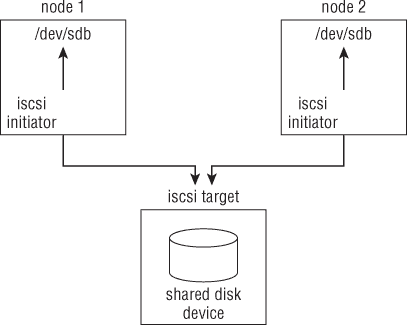 node 1
/dev/sdb
iscsi
initiator
node 2
/dev/sdb
iscsi
initiator
iscsi target
shared disk
device